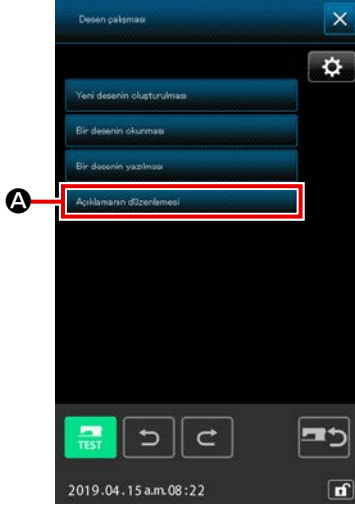 Desen çalışması
Yeni desenin oluşturulması
Bir desenin okunması
Bir desenin yazılması
A
Açıklamanın düzenlemesi
TEST
2019.04.15 a.m. 08:22